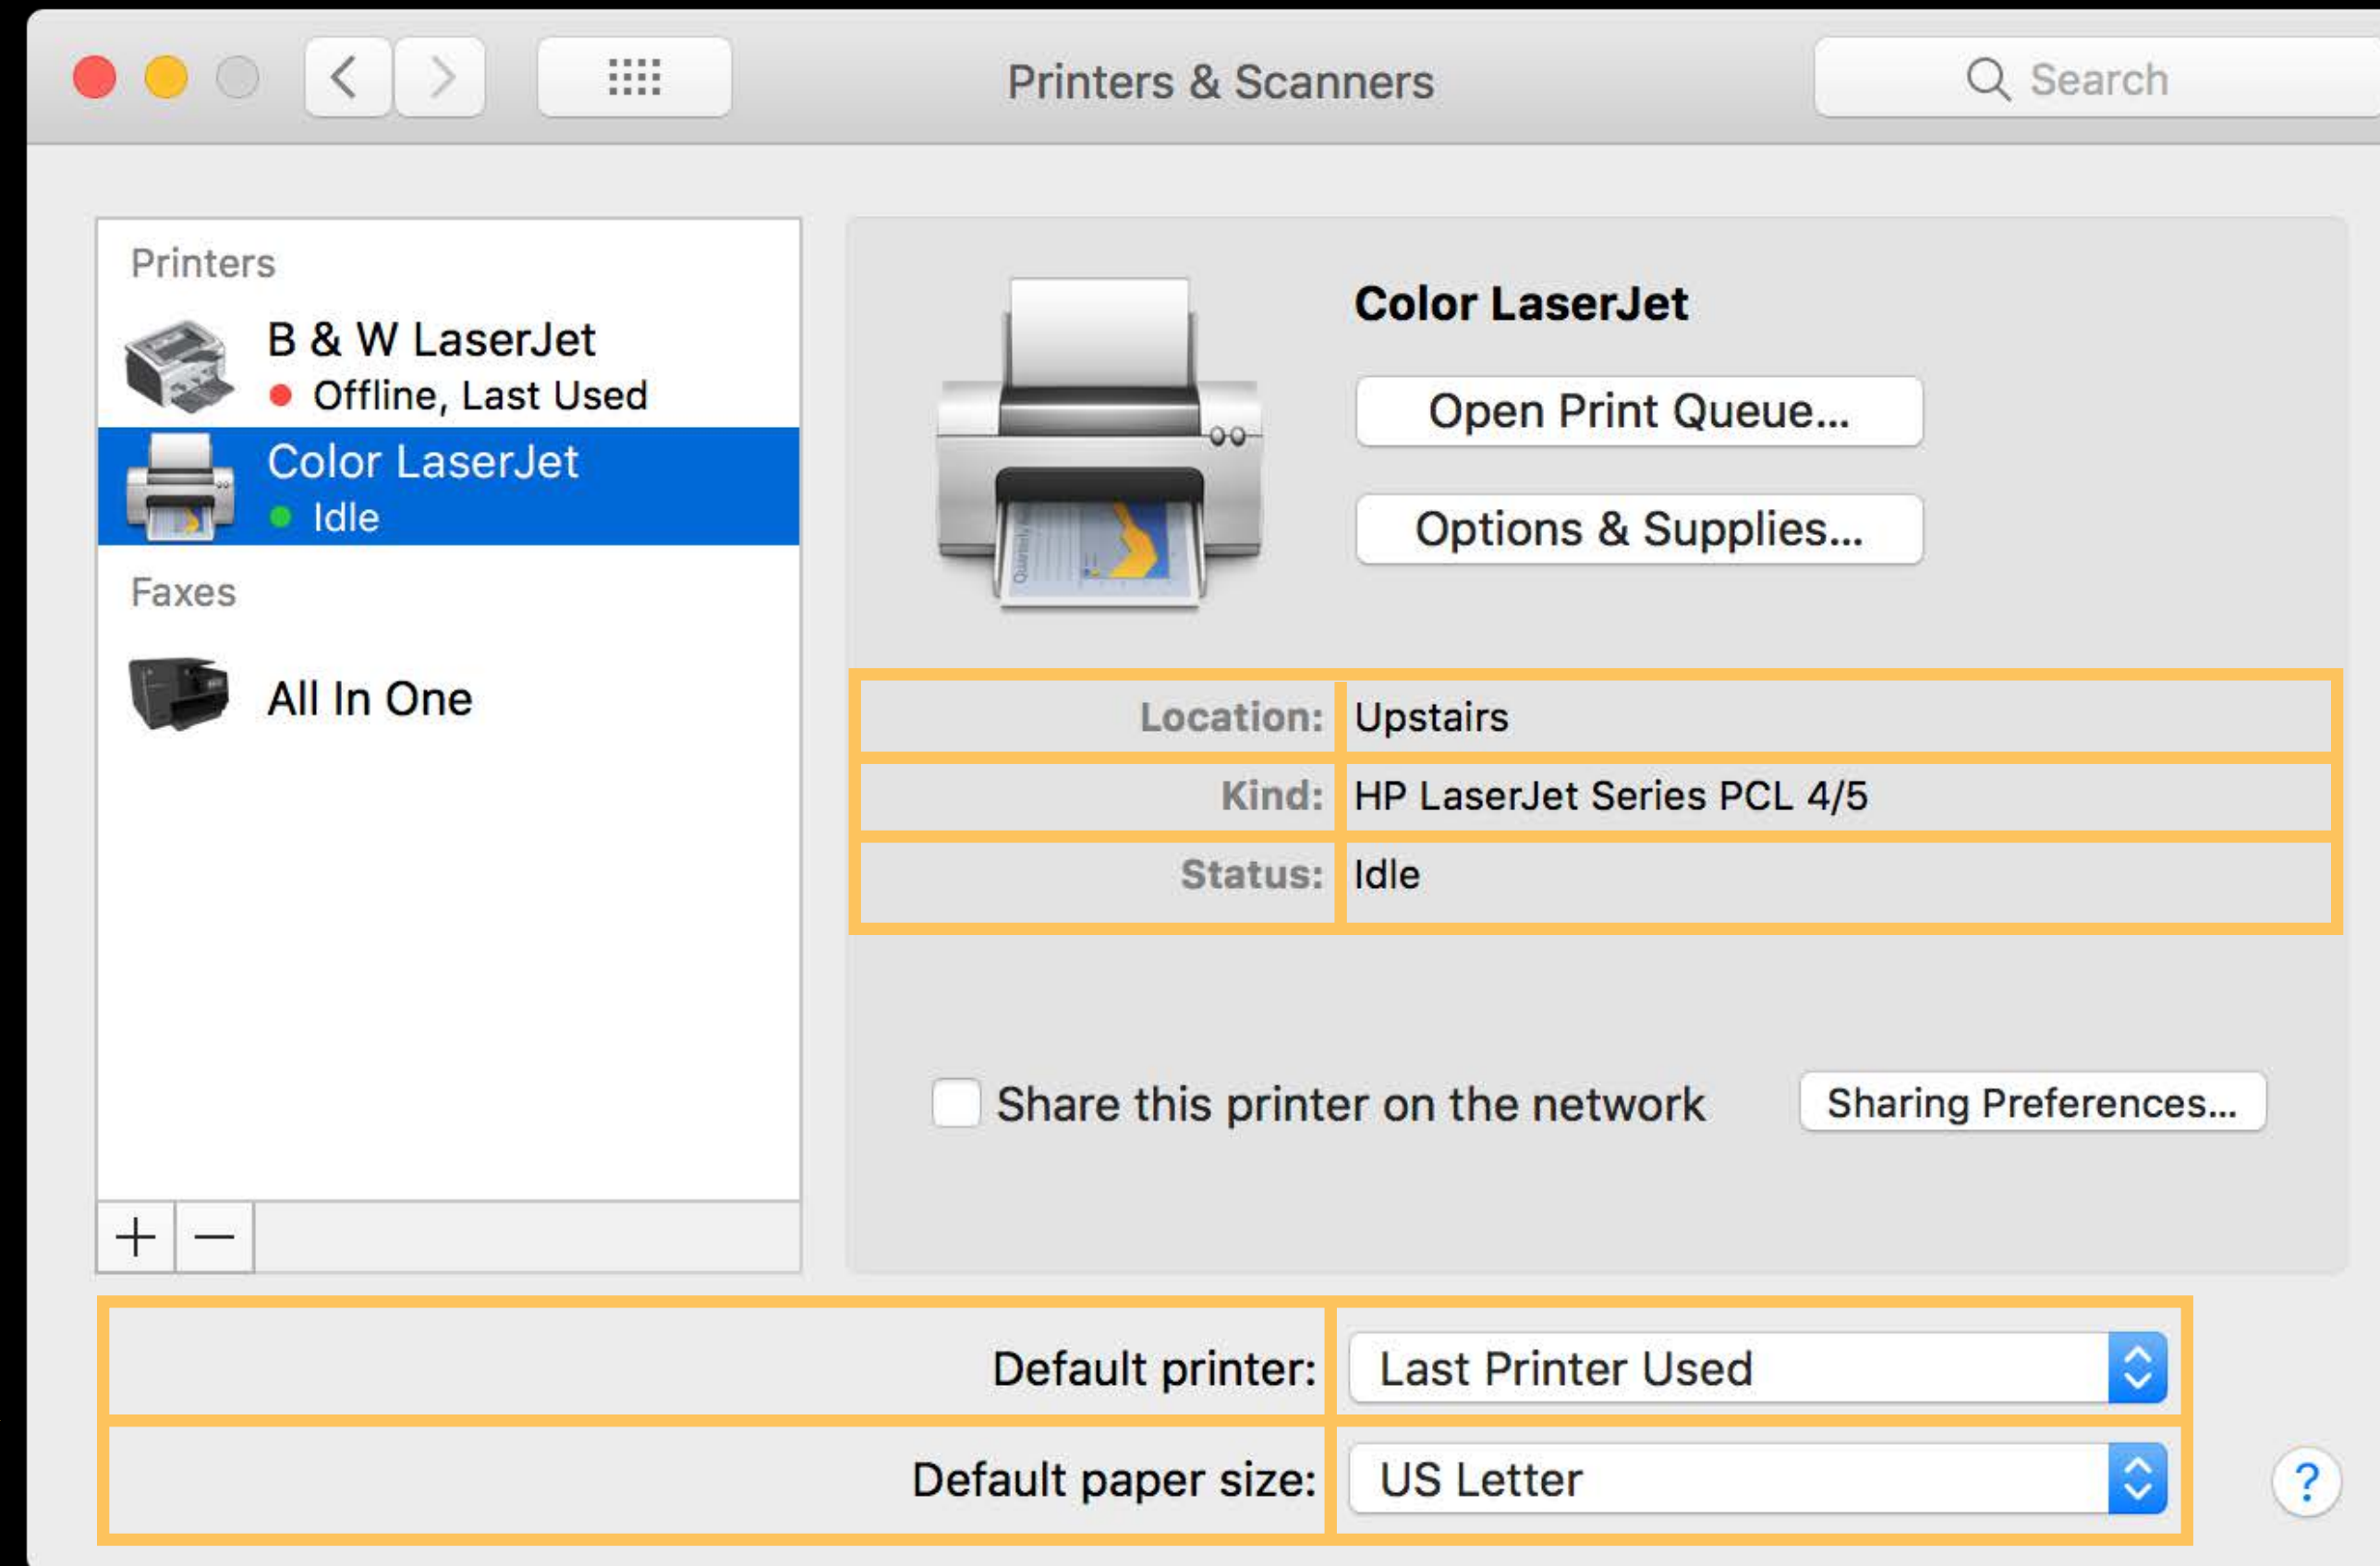 Printers & Scanners
Search
Printers
B & W LaserJet
Offline, Last Used
Color LaserJet
Idle
Faxes
All In One
Color LaserJet
Open Print Queue...
Options & Supplies...
Quarterly
Location: Upstairs
Kind: HP LaserJet Series PCL 4/5
Status: Idle
Share this printer on the network
Sharing Preferences...
Default printer: Last Printer Used
Default paper size: US Letter
?